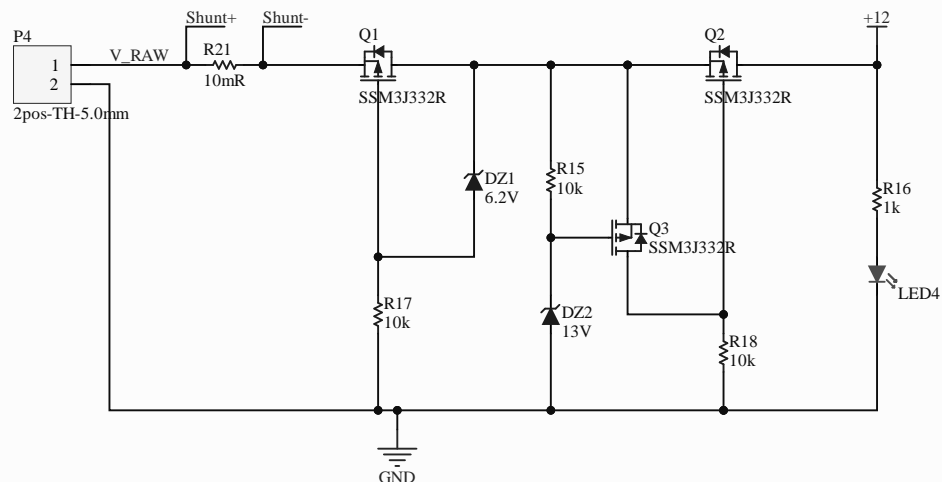 Shunt+
Shunt-
+12
P4
Q1
Q2
V_RAW
R21
1
10mR
2
SSM3J332R
SSM3J332R
2pos-TH-5.0mm
DZ1
6.2V
R15
10k
R16
1k
Q3
SSM3J332R
R17
10k
DZ2
13V
LED4
R18
10k
GND